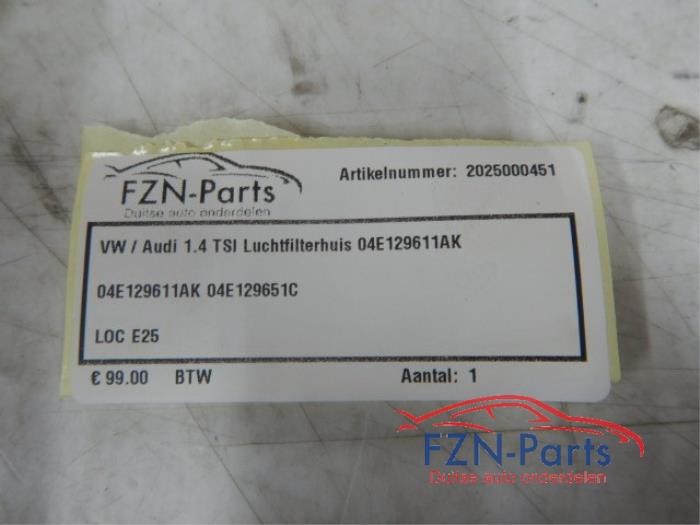 FZN-Parts
Duitse auto onderdelen
Artikelnummer: 2025000451
VW / Audi 1.4 TSI Luchtfilterhuis 04E129611AK
04E129611AK 04E129651C
LOC E25
€ 99.00 BTW Aantal: 1
FZN-Parts
Duitse auto onderdelen